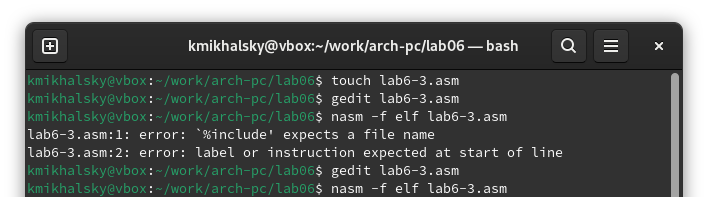 kmikhalsky@vbox:~/work/arch-pc/lab06 — bash
kmikhalsky@vbox:~/work/arch-pc/lab06$ touch lab6-3.asm
kmikhalsky@vbox:~/work/arch-pc/lab06$ gedit lab6-3.asm
kmikhalsky@vbox:~/work/arch-pc/lab06$ nasm -f elf lab6-3.asm
lab6-3.asm:1: error: `%include' expects a file name
lab6-3.asm:2: error: label or instruction expected at start of line
kmikhalsky@vbox:~/work/arch-pc/lab06$ gedit lab6-3.asm
kmikhalsky@vbox:~/work/arch-pc/lab06$ nasm -f elf lab6-3.asm